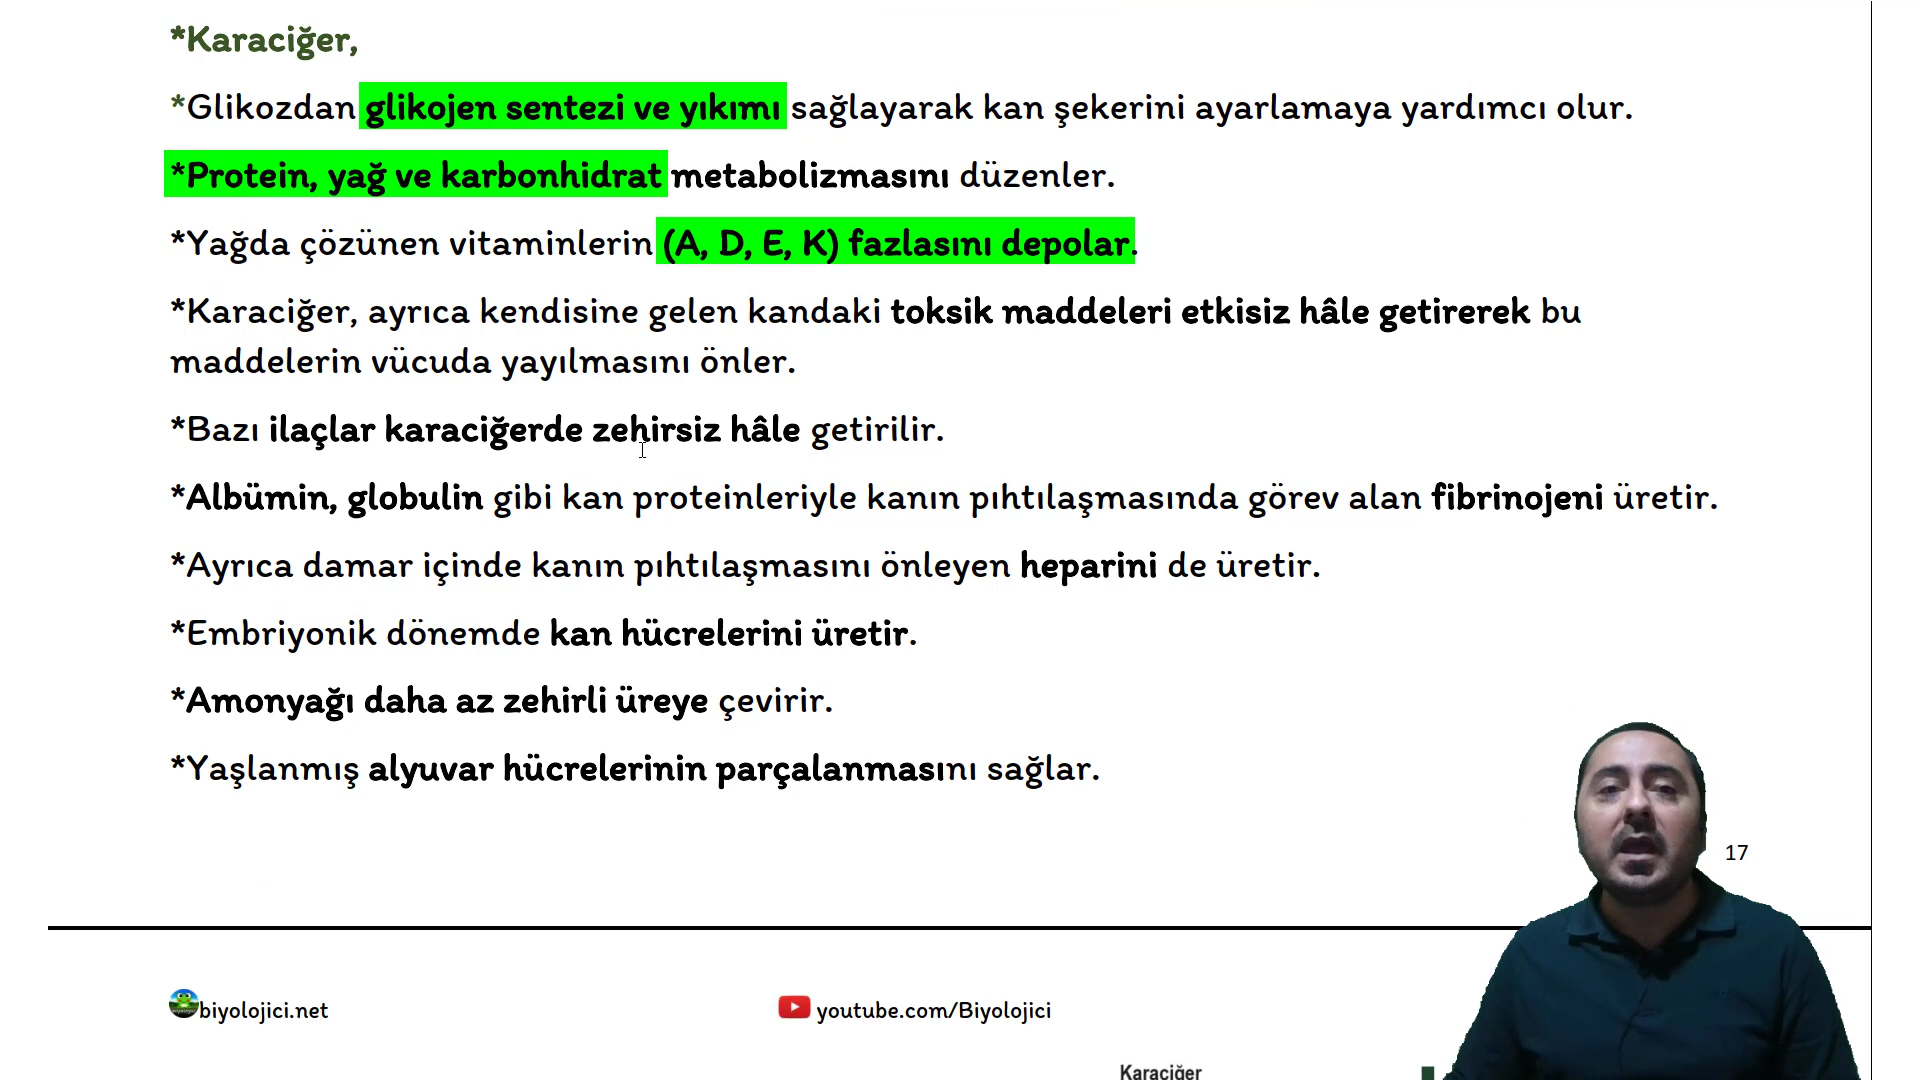 *Karaciğer,
*Glikozdan glikojen sentezi ve yıkımı sağlayarak kan şekerini ayarlamaya yardımcı olur.
*Protein, yağ ve karbonhidrat metabolizmasını düzenler.
*Yağda çözünen vitaminlerin (A, D, E, K) fazlasını depolar.
*Karaciğer, ayrıca kendisine gelen kandaki toksik maddeleri etkisiz hâle getirerek bu
maddelerin vücuda yayılmasını önler.
*Bazı ilaçlar karaciğerde zehirsiz hâle getirilir.
*Albümin, globulin gibi kan proteinleriyle kanın pıhtılaşmasında görev alan fibrinojeni üretir.
*Ayrıca damar içinde kanın pıhtılaşmasını önleyen heparini de üretir.
*Embriyonik dönemde kan hücrelerini üretir.
*Amonyağı daha az zehirli üreye çevirir.
*Yaşlanmış alyuvar hücrelerinin parçalanmasını sağlar.
17
biyolojici.net
youtube.com/Biyolojici
Karaciğer